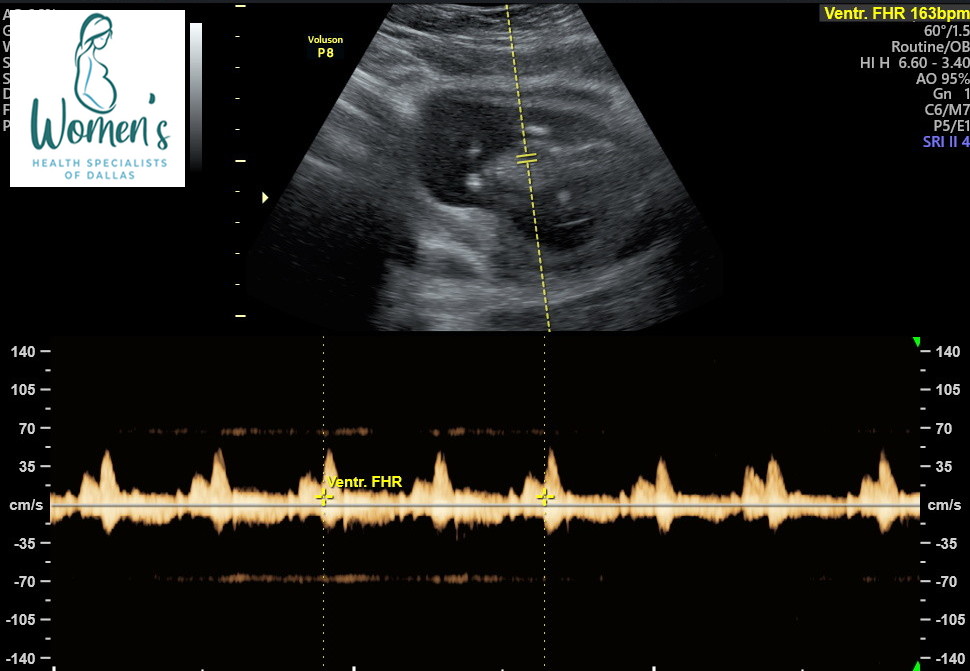 Women's
HEALTH SPECIALISTS
OF DALLAS
Voluson
P8
Ventr. FHR 163bpm
60°/1.5
Routine/OB
HI H 6.60 - 3.40
AO 95%
Gn 1
C6/M7
P5/E1
SRI II 4
140
105
70
35
cm/s
-35
-70
-105
-140
Ventr. FHR
140
105
70
35
cm/s
-35
-70
-105
-140